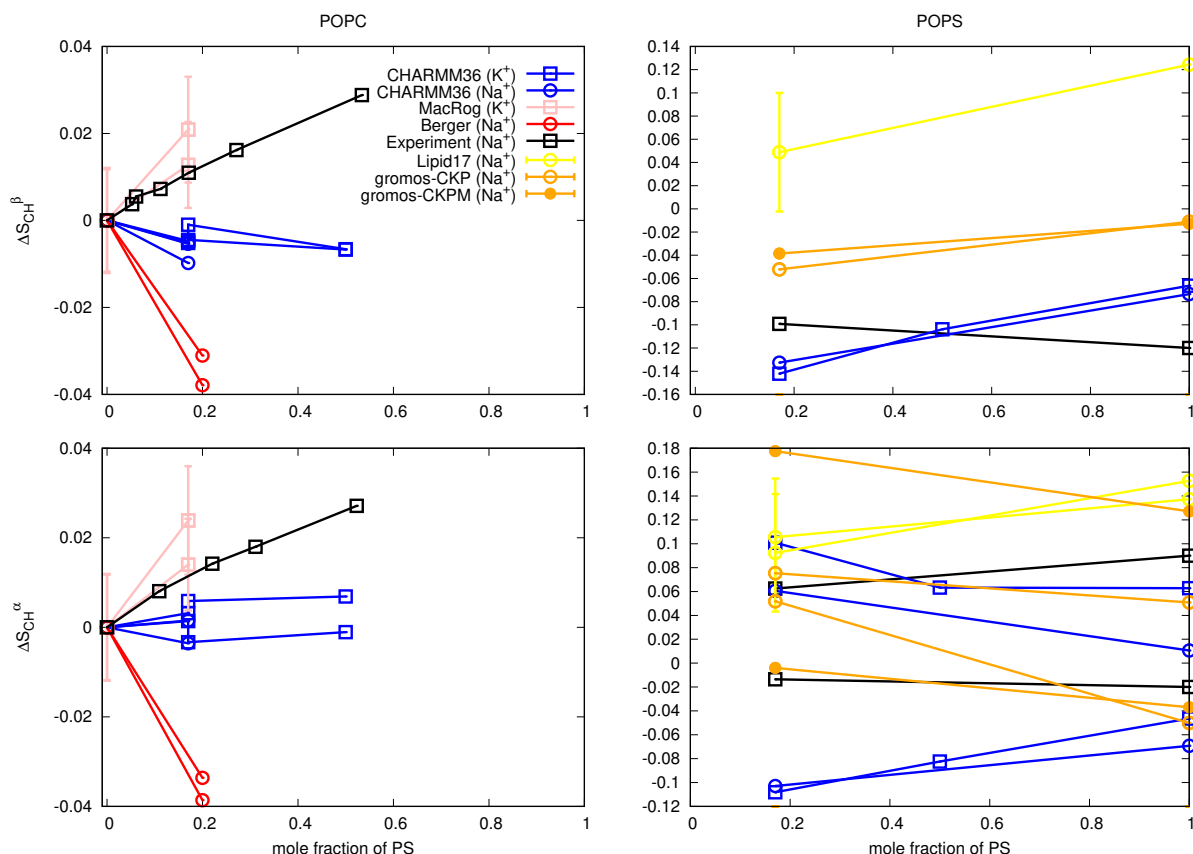 POPC
POPS
0.04
0.02
0
-0.02
-0.04
ΔS_CH^β
CHARMM36 (K⁺)
CHARMM36 (Na⁺)
MacRog (K⁺)
Berger (Na⁺)
Experiment (Na⁺)
Lipid17 (Na⁺)
gromos-CKP (Na⁺)
gromos-CKPM (Na⁺)
0 0.2 0.4 0.6 0.8 1
0.14
0.12
0.1
0.08
0.06
0.04
0.02
0
-0.02
-0.04
-0.06
-0.08
-0.1
-0.12
-0.14
-0.16
0 0.2 0.4 0.6 0.8 1
0.04
0.02
0
-0.02
-0.04
ΔS_CH^α
0 0.2 0.4 0.6 0.8 1
mole fraction of PS
0.18
0.16
0.14
0.12
0.1
0.08
0.06
0.04
0.02
0
-0.02
-0.04
-0.06
-0.08
-0.1
-0.12
0 0.2 0.4 0.6 0.8 1
mole fraction of PS